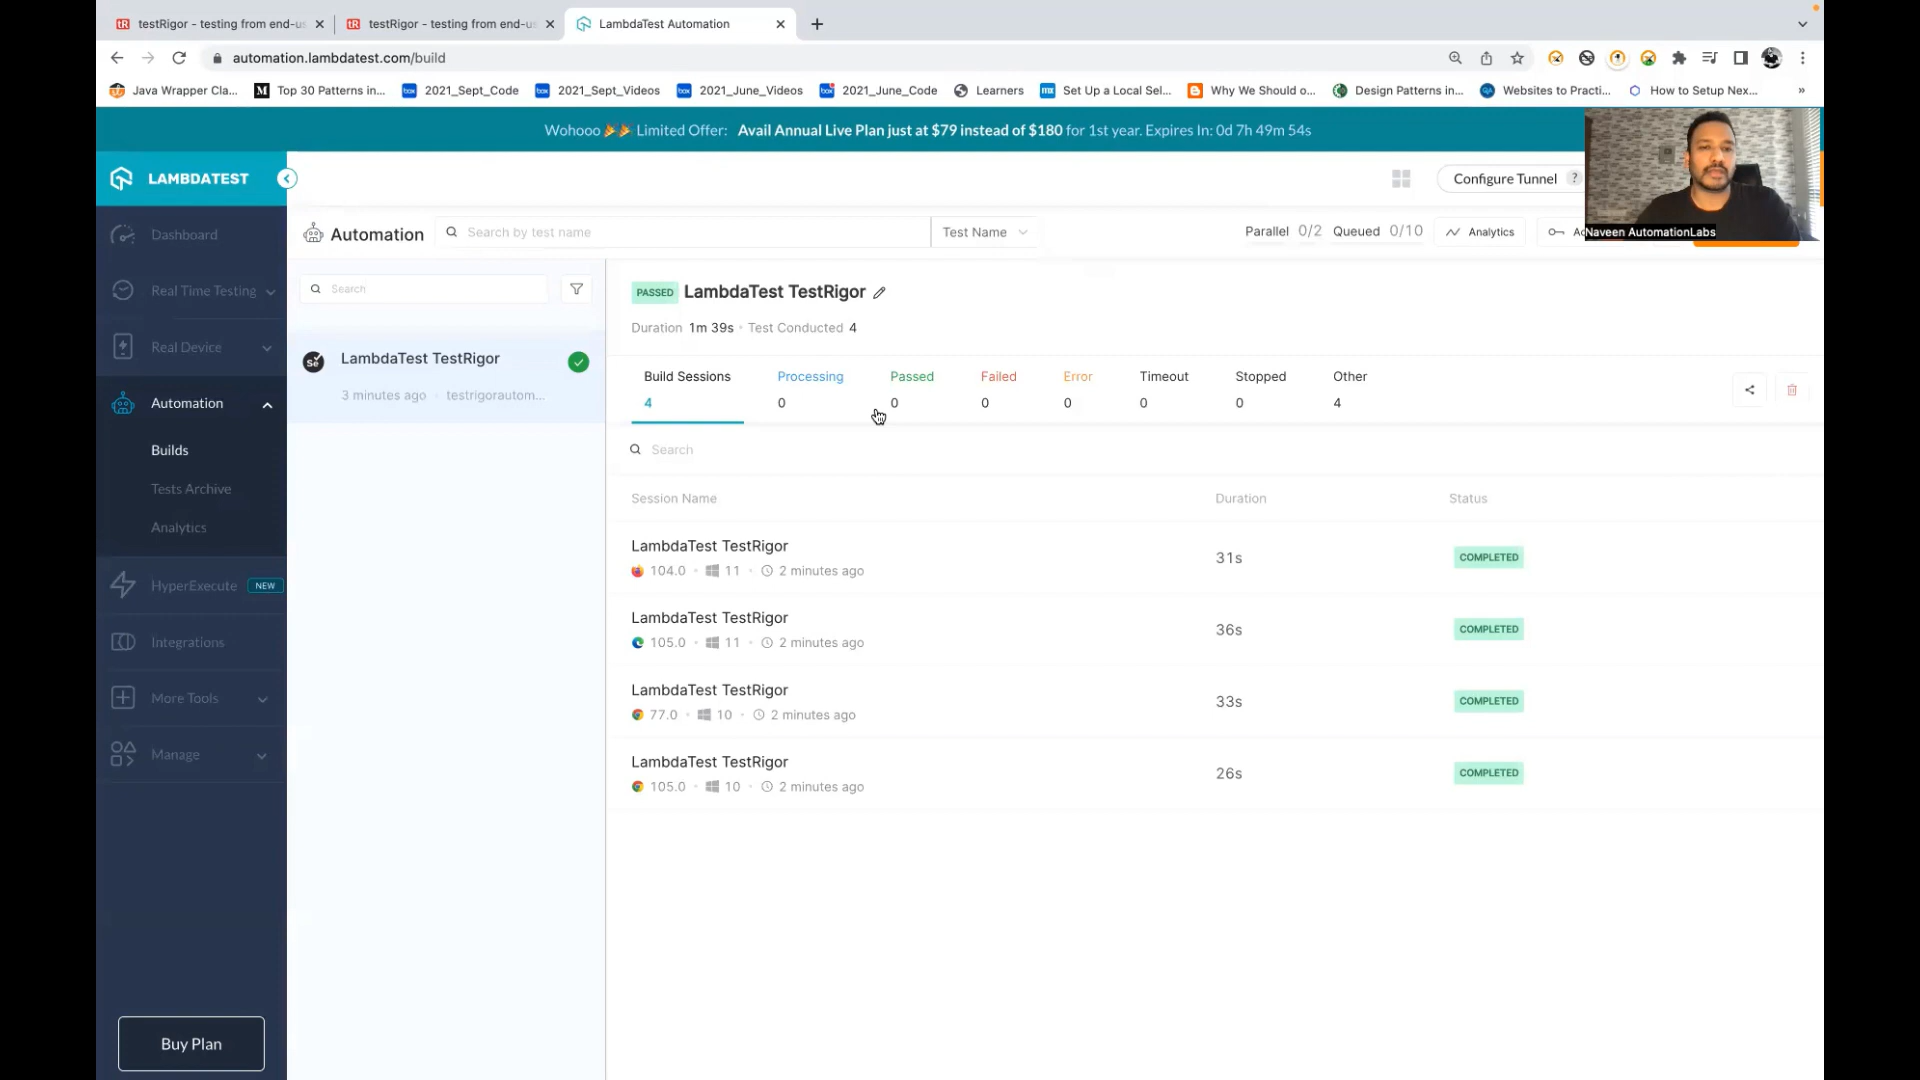 testRigor - testing from end-us
testRigor - testing from end-us
LambdaTest Automation
automation.lambdatest.com/build
Java Wrapper Cla...
Top 30 Patterns in...
2021_Sept_Code
2021_Sept_Videos
2021_June_Videos
2021_June_Code
Learners
Set Up a Local Sel...
Why We Should o...
Design Patterns in...
Websites to Practi...
How to Setup Nex...
»
Wohooo 🎉🎉 Limited Offer: Avail Annual Live Plan just at $79 instead of $180 for 1st year. Expires In: 0d 7h 49m 54s
LAMBDATEST
Configure Tunnel ?
Naveen AutomationLabs
Dashboard
Real Time Testing
Real Device
Automation
Builds
Tests Archive
Analytics
HyperExecute NEW
Integrations
More Tools
Manage
Buy Plan
Automation
Search by test name
Test Name
Parallel 0/2 Queued 0/10
Analytics
Search
LambdaTest TestRigor
3 minutes ago testrigorautom...
PASSED LambdaTest TestRigor
Duration 1m 39s • Test Conducted 4
Build Sessions Processing Passed Failed Error Timeout Stopped Other
4 0 0 0 0 0 0 4
Search
Session Name Duration Status
LambdaTest TestRigor
104.0 • 11 • 2 minutes ago
31s
COMPLETED
LambdaTest TestRigor
105.0 • 11 • 2 minutes ago
36s
COMPLETED
LambdaTest TestRigor
77.0 • 10 • 2 minutes ago
33s
COMPLETED
LambdaTest TestRigor
105.0 • 10 • 2 minutes ago
26s
COMPLETED